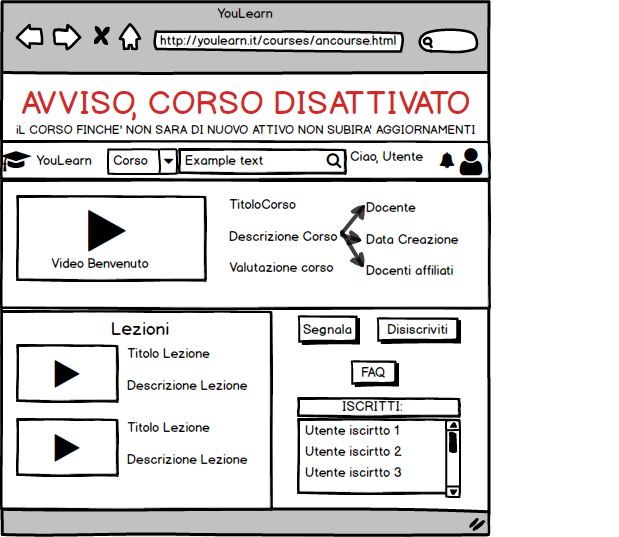 YouLearn
http://youlearn.it/courses/ancourse.html
AVVISO, CORSO DISATTIVATO
iL CORSO FINCHE' NON SARA DI NUOVO ATTIVO NON SUBIRA' AGGIORNAMENTI
YouLearn Corso Example text Ciao, Utente
Video Benvenuto
TitoloCorso
Descrizione Corso
Valutazione corso
Docente
Data Creazione
Docenti affiliati
Lezioni
Titolo Lezione
Descrizione Lezione
Titolo Lezione
Descrizione Lezione
Segnala Disiscriviti
FAQ
ISCRITTI:
Utente iscirtto 1
Utente iscirtto 2
Utente iscirtto 3